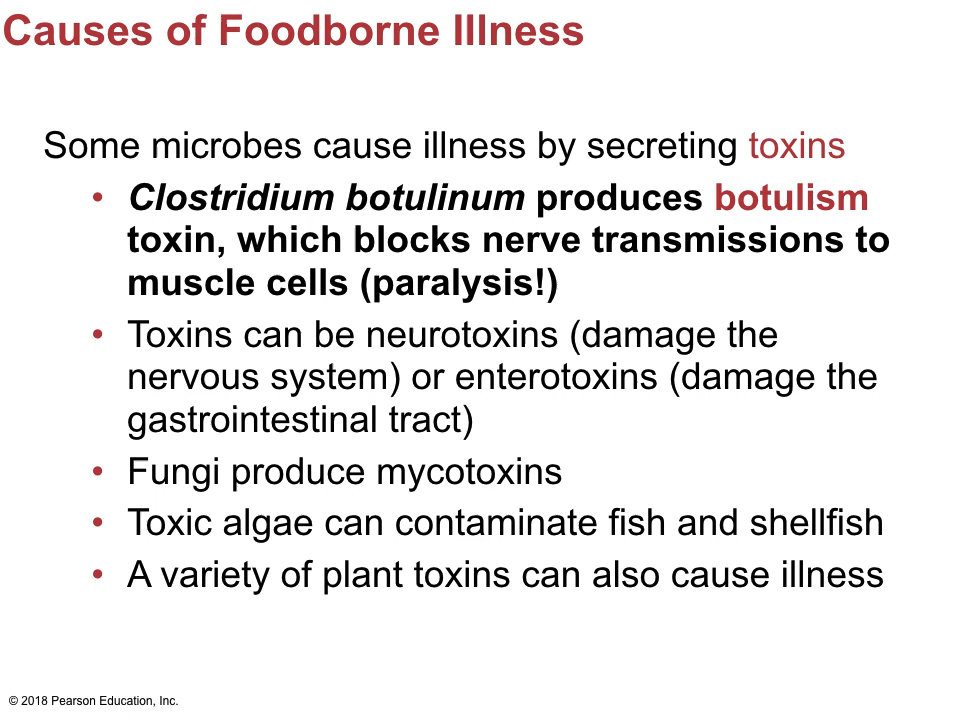 Causes of Foodborne Illness
Some microbes cause illness by secreting toxins
• Clostridium botulinum produces botulism
toxin, which blocks nerve transmissions to
muscle cells (paralysis!)
• Toxins can be neurotoxins (damage the
nervous system) or enterotoxins (damage the
gastrointestinal tract)
• Fungi produce mycotoxins
• Toxic algae can contaminate fish and shellfish
• A variety of plant toxins can also cause illness
© 2018 Pearson Education, Inc.